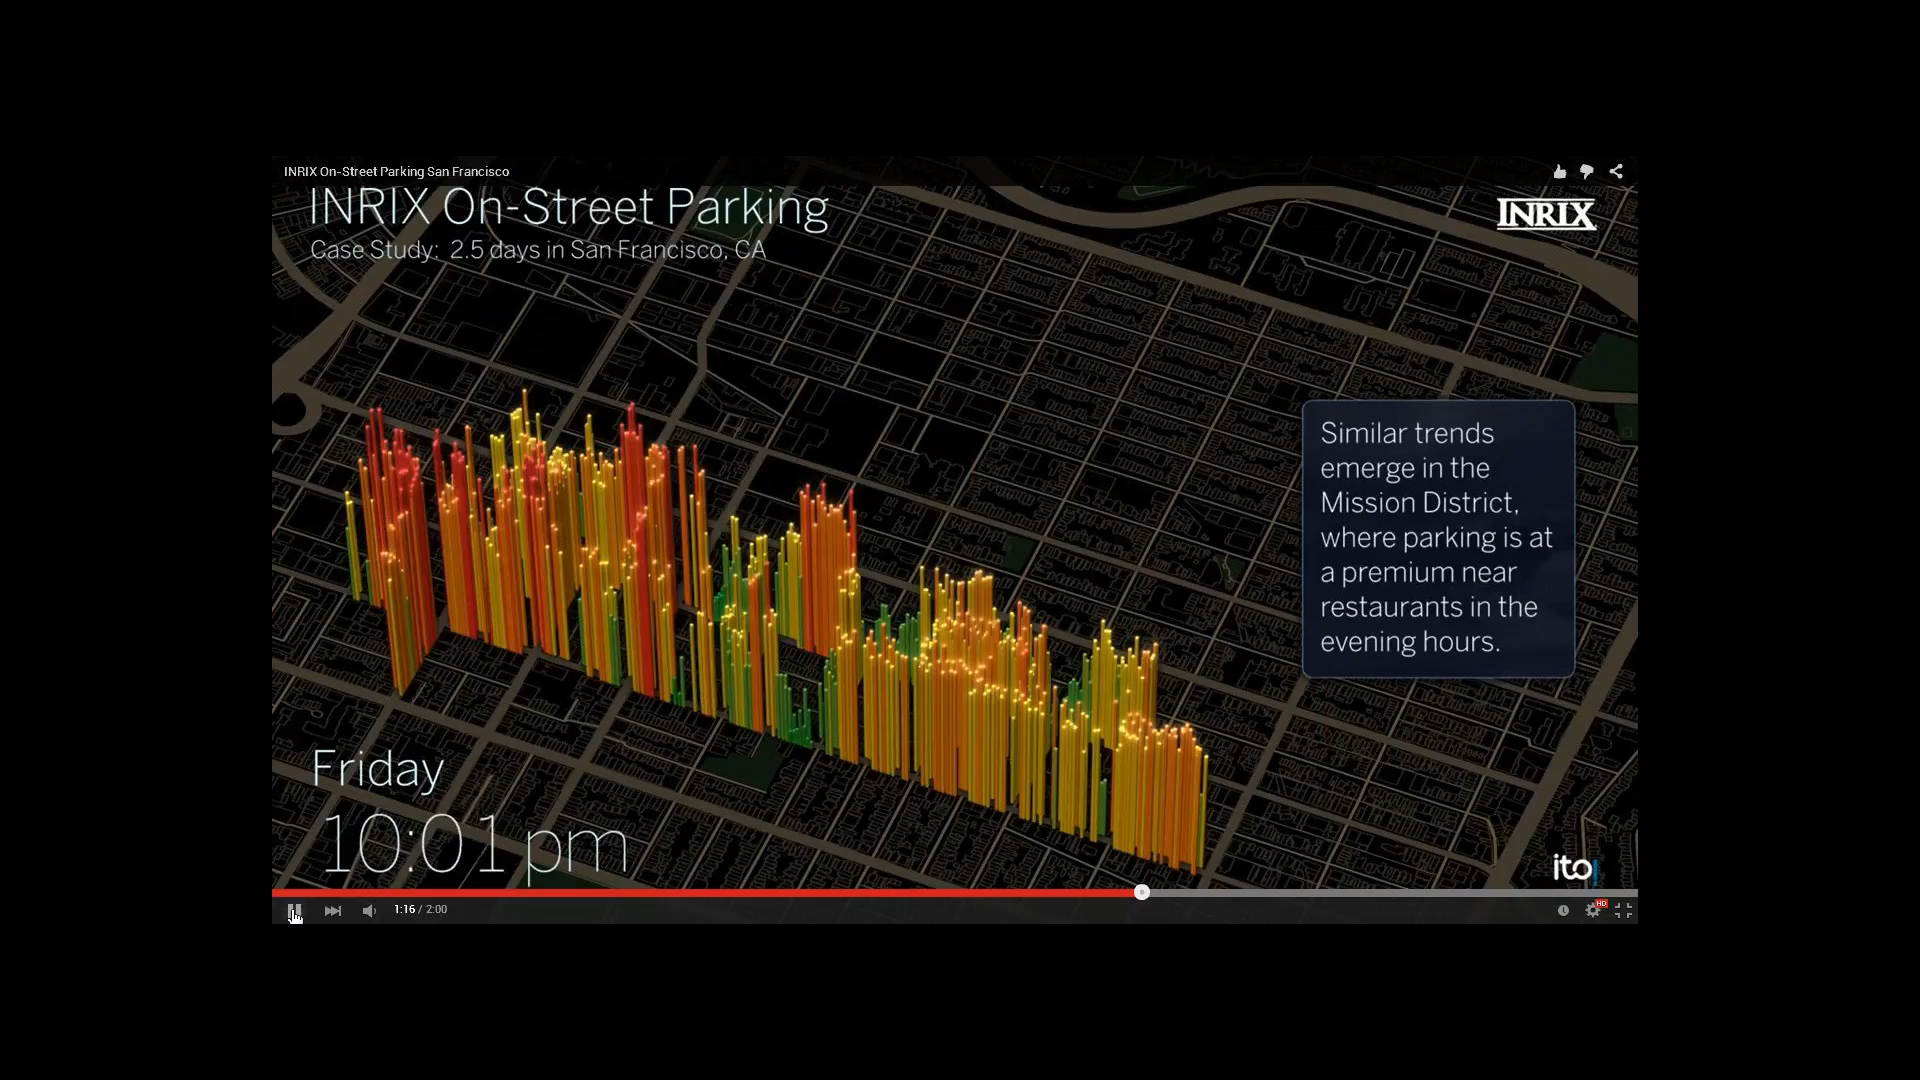 INRIX On-Street Parking San Francisco
INRIX On-Street Parking
Case Study: 2.5 days in San Francisco, CA
INRIX
Similar trends
emerge in the
Mission District,
where parking is at
a premium near
restaurants in the
evening hours.
Friday
10:01 pm
ito!
1:16 / 2:00
HD